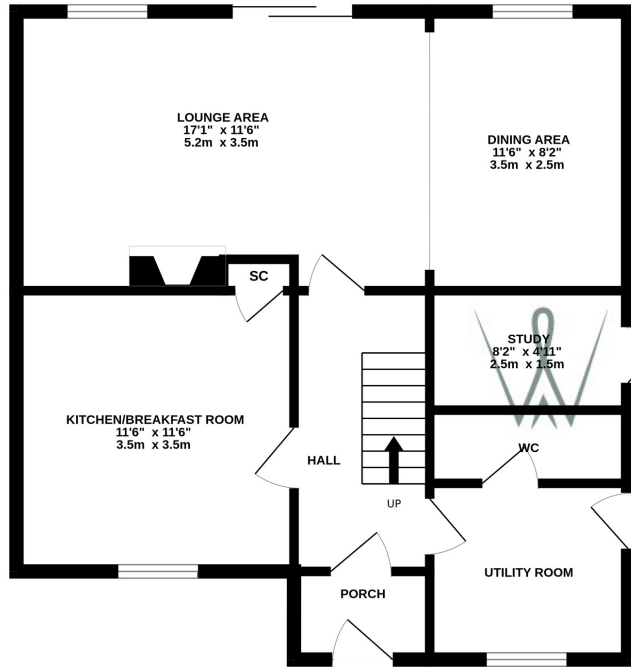 LOUNGE AREA
17'1" x 11'6"
5.2m x 3.5m
DINING AREA
11'6" x 8'2"
3.5m x 2.5m
SC
STUDY
8'2" x 4'11"
2.5m x 1.5m
KITCHEN/BREAKFAST ROOM
11'6" x 11'6"
3.5m x 3.5m
HALL
WC
UP
UTILITY ROOM
PORCH